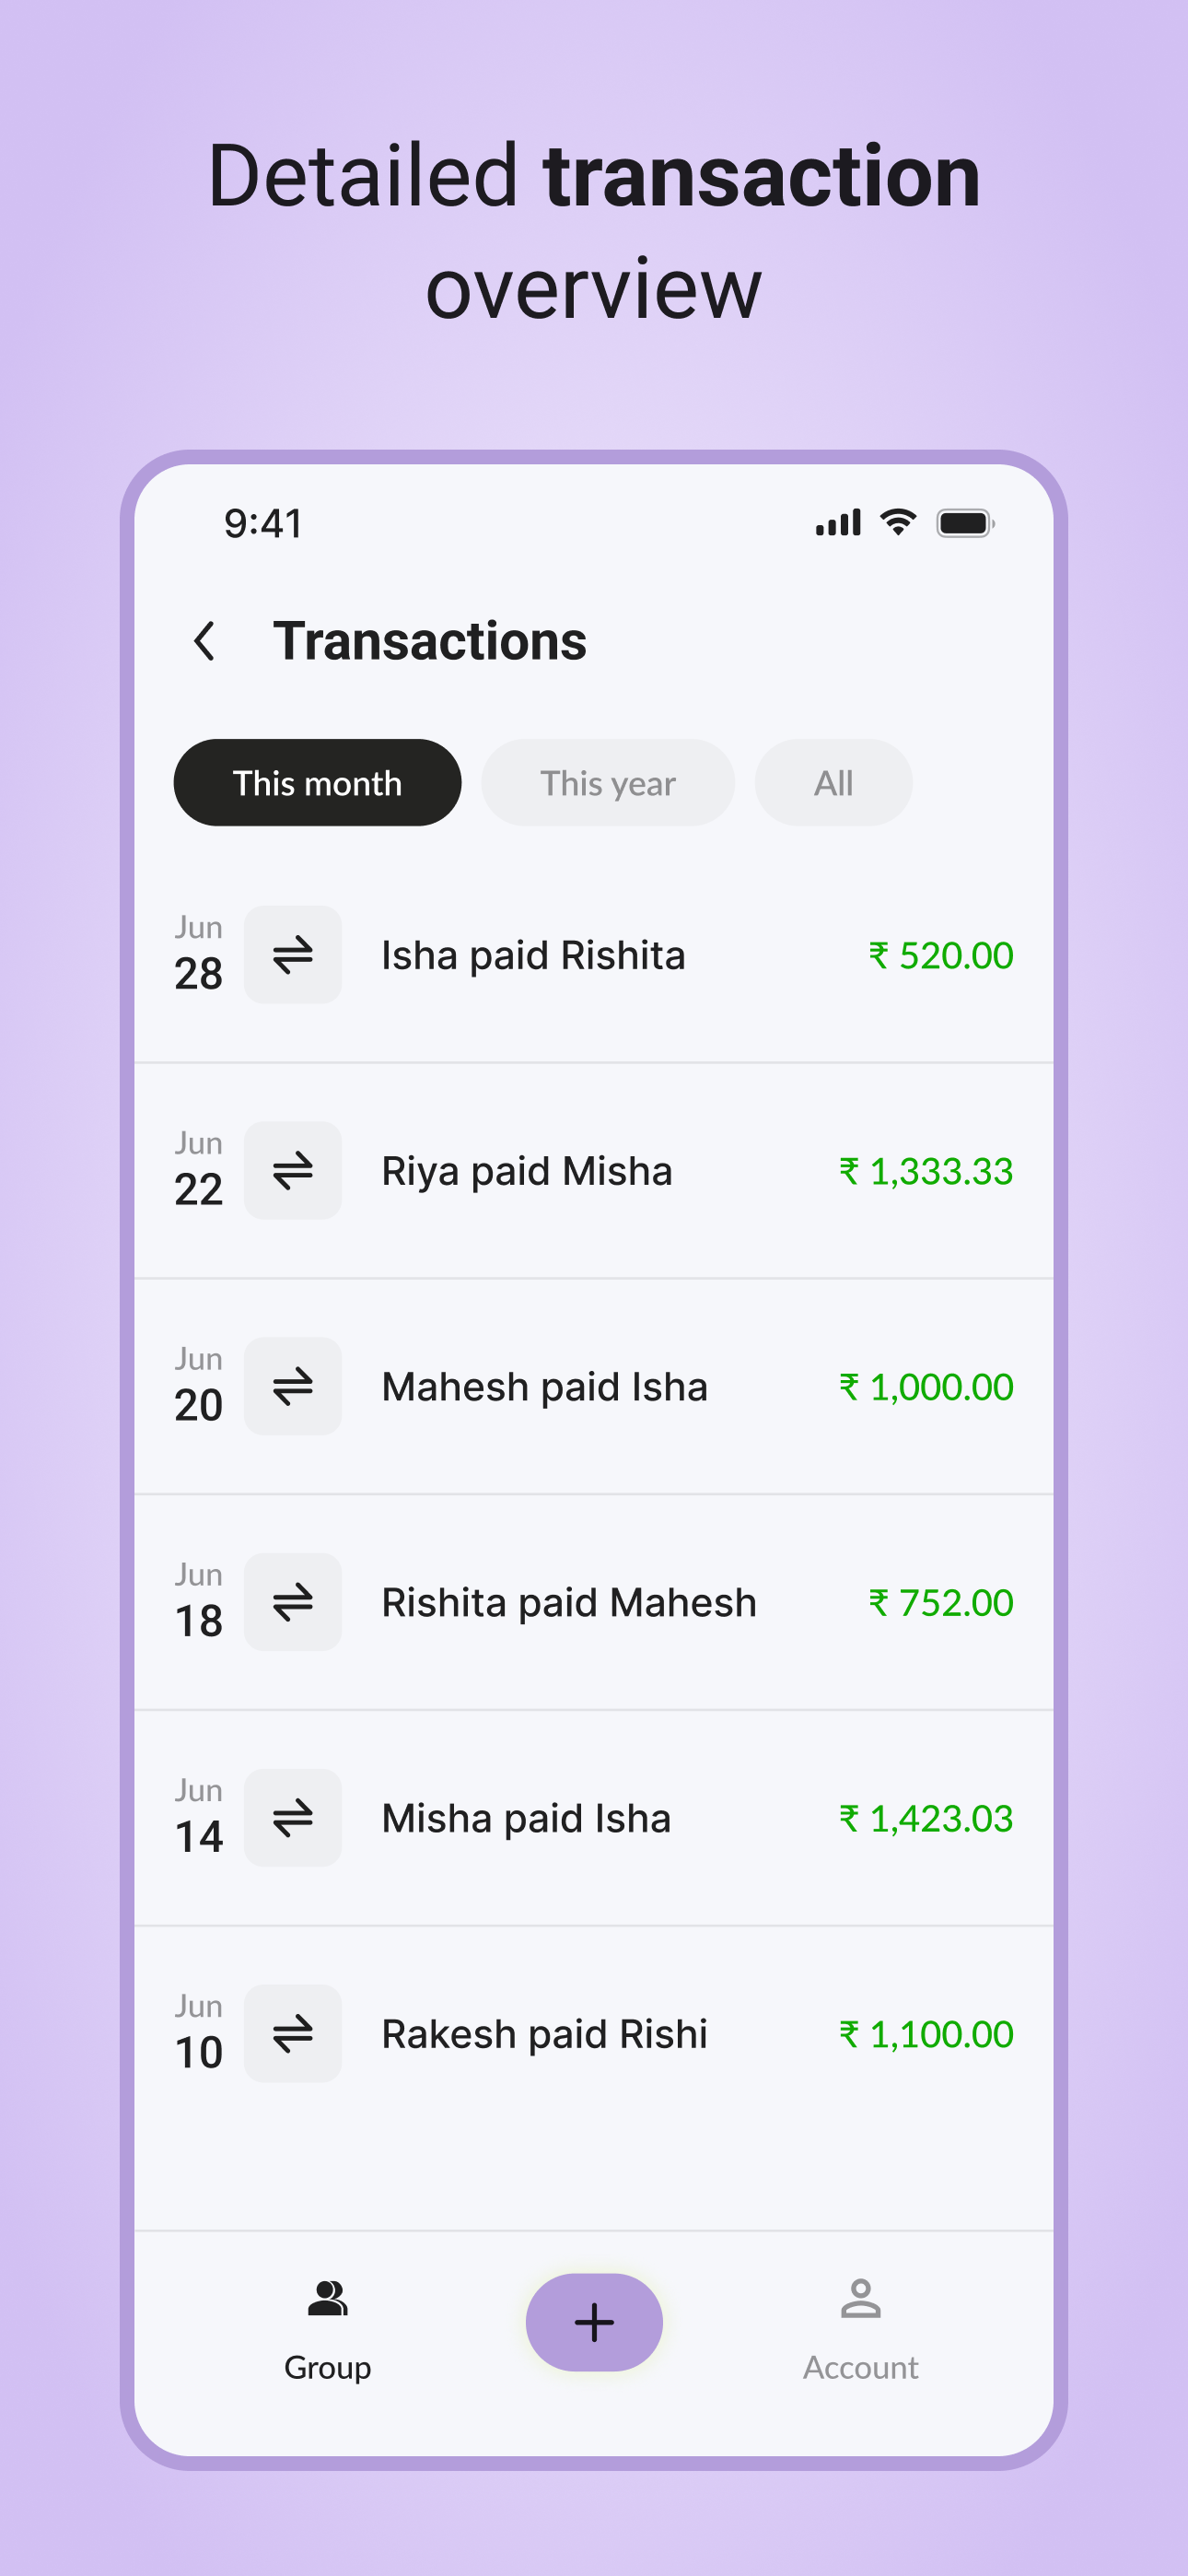 Detailed transaction
overview
9:41
Transactions
This month This year All
Jun
28
Isha paid Rishita ₹ 520.00
Jun
22
Riya paid Misha ₹ 1,333.33
Jun
20
Mahesh paid Isha ₹ 1,000.00
Jun
18
Rishita paid Mahesh ₹ 752.00
Jun
14
Misha paid Isha ₹ 1,423.03
Jun
10
Rakesh paid Rishi ₹ 1,100.00
Group Account